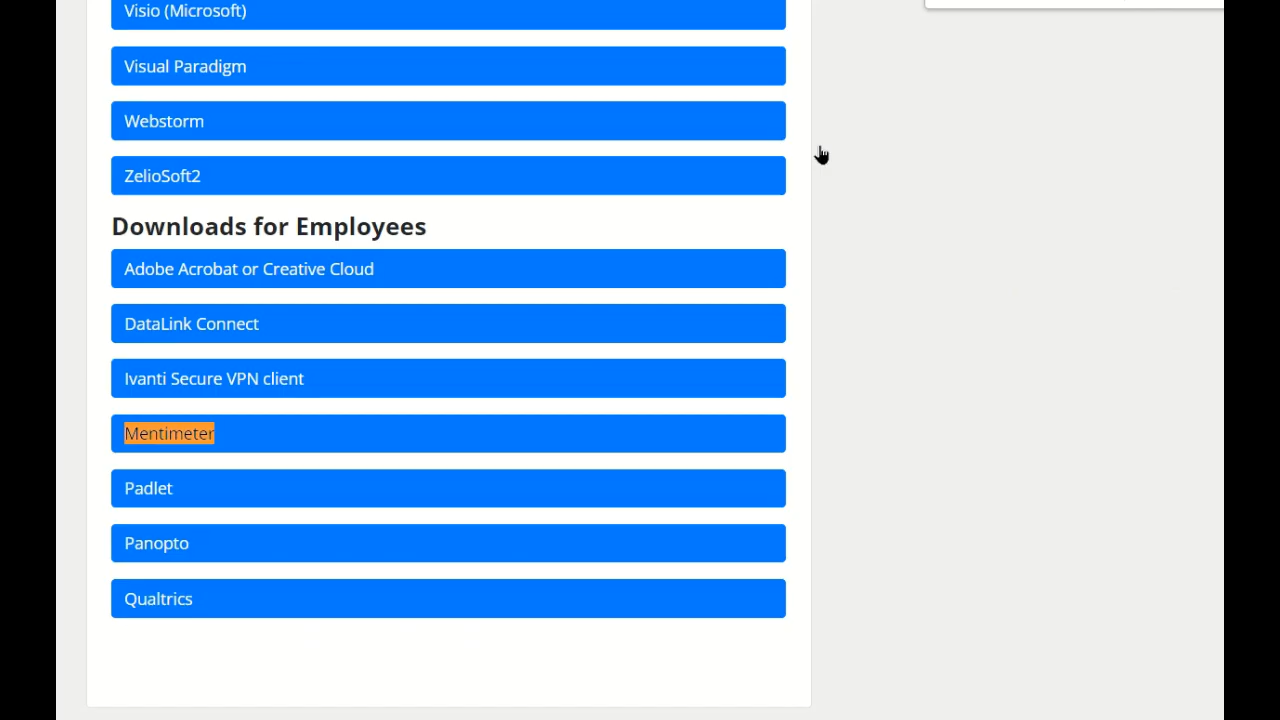 Visio (Microsoft)
Visual Paradigm
Webstorm
ZelioSoft2
Downloads for Employees
Adobe Acrobat or Creative Cloud
DataLink Connect
Ivanti Secure VPN client
Mentimeter
Padlet
Panopto
Qualtrics